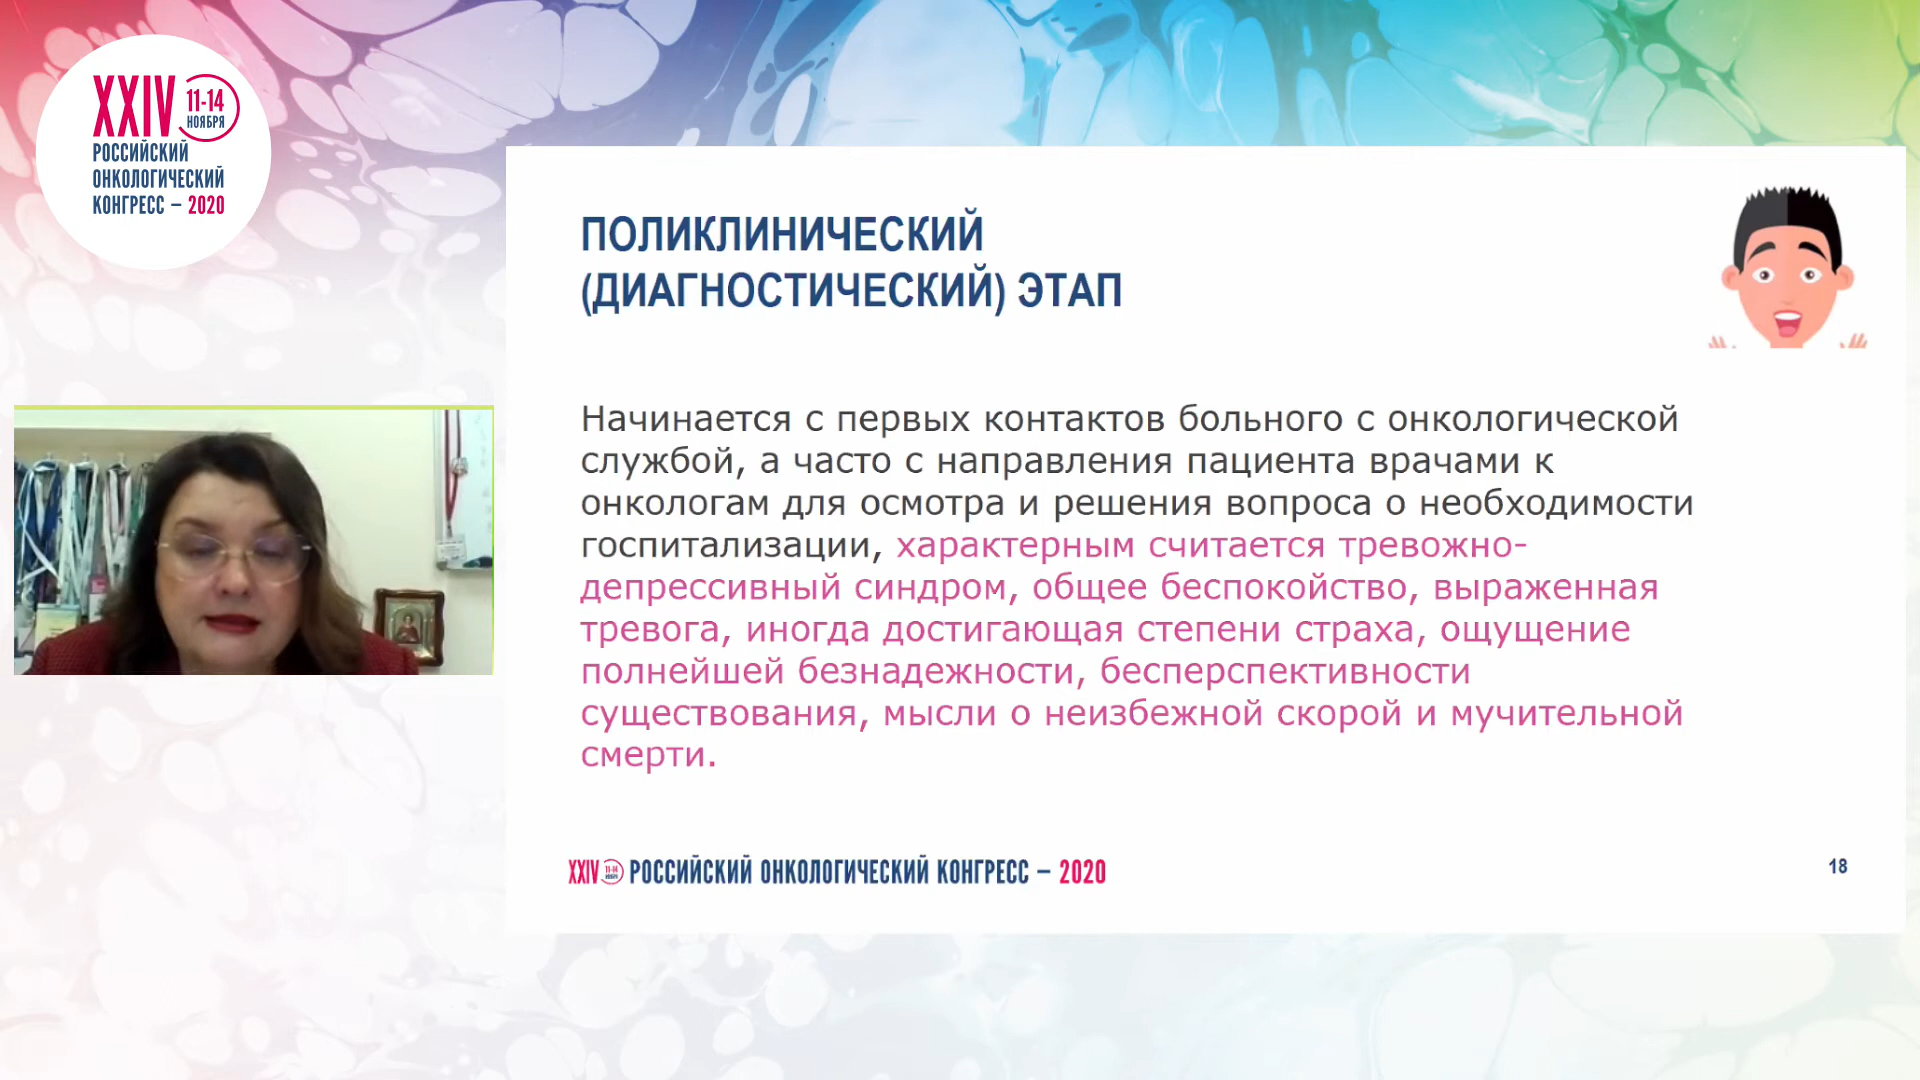 XXIV 11-14
НОЯБРЯ
РОССИЙСКИЙ
ОНКОЛОГИЧЕСКИЙ
КОНГРЕСС – 2020
ПОЛИКЛИНИЧЕСКИЙ
(ДИАГНОСТИЧЕСКИЙ) ЭТАП
Начинается с первых контактов больного с онкологической
службой, а часто с направления пациента врачами к
онкологам для осмотра и решения вопроса о необходимости
госпитализации, характерным считается тревожно-
депрессивный синдром, общее беспокойство, выраженная
тревога, иногда достигающая степени страха, ощущение
полнейшей безнадежности, бесперспективности
существования, мысли о неизбежной скорой и мучительной
смерти.
XXIV 11-14 НОЯБРЯ РОССИЙСКИЙ ОНКОЛОГИЧЕСКИЙ КОНГРЕСС – 2020
18